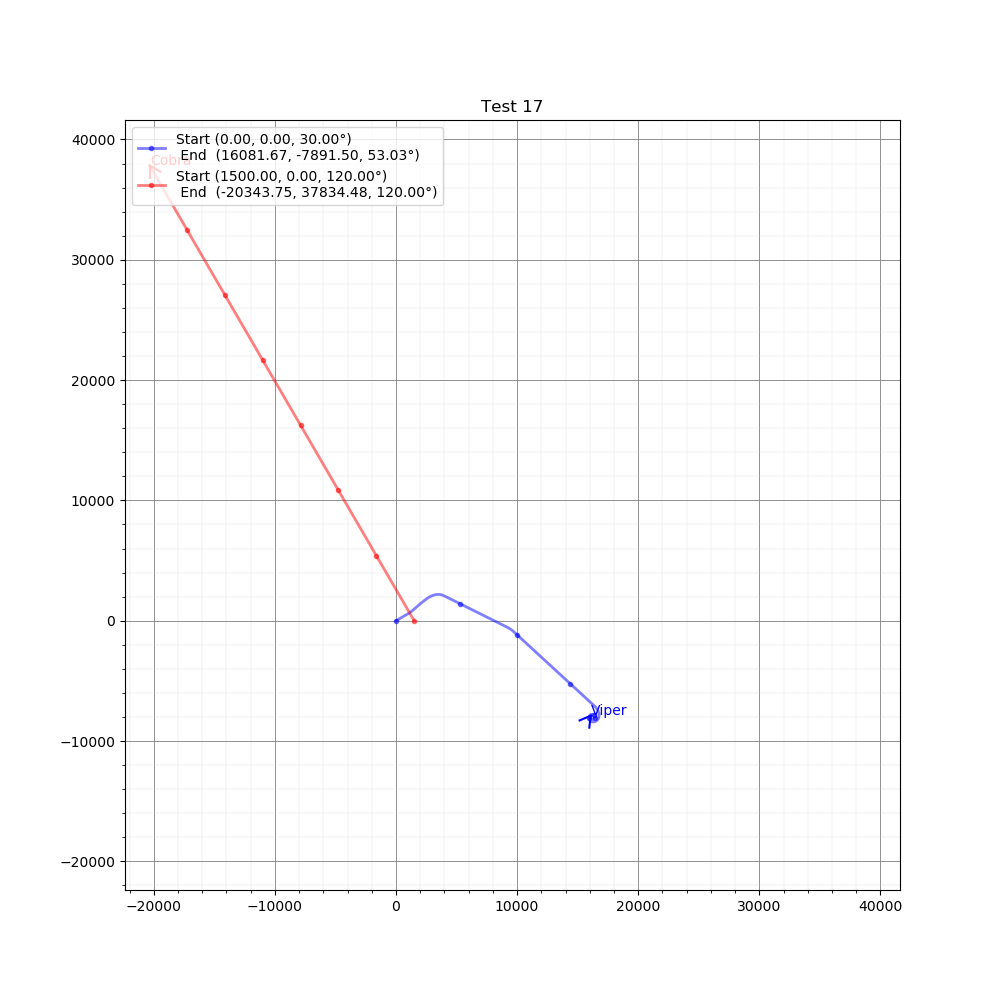 Test 17
Start (0.00, 0.00, 30.00°)
End (16081.67, -7891.50, 53.03°)
Start (1500.00, 0.00, 120.00°)
End (-20343.75, 37834.48, 120.00°)
Cobra
Viper
40000
30000
20000
10000
0
−10000
−20000
−20000 −10000 0 10000 20000 30000 40000